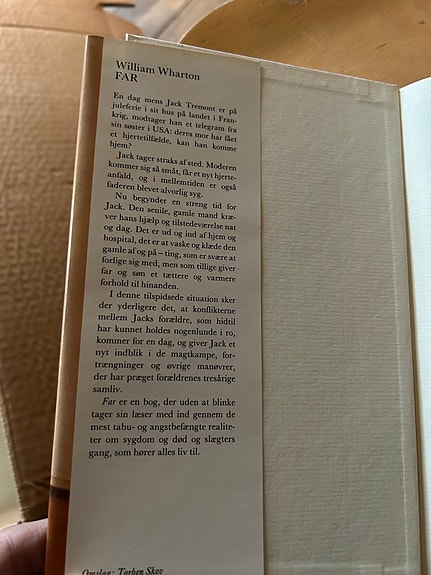 William Wharton
FAR
En dag mens Jack Tremont er på
juleferie i sit hus på landet i Fran-
krig, modtager han et telegram fra
sin søster i USA: deres mor har fået
et hjertetilfælde, kan han komme
hjem?
Jack tager straks af sted. Moderen
kommer sig så småt, får et nyt hjerte-
anfald, og i mellemtiden er også
faderen blevet alvorlig syg.
Nu begynder en streng tid for
Jack. Den senile, gamle mand kræ-
ver hans hjælp og tilstedeværelse nat
og dag. Det er ud og ind af hjem og
hospital, det er at vaske og klæde den
gamle af og på – ting, som er svære at
forlige sig med, men som tillige giver
far og søn et tættere og varmere
forhold til hinanden.
I denne tilspidsede situation sker
der yderligere det, at konflikterne
mellem Jacks forældre, som hidtil
har kunnet holdes nogenlunde i ro,
kommer for en dag, og giver Jack et
nyt indblik i de magtkampe, for-
trængninger og øvrige manøvrer,
der har præget forældrenes tresårige
samliv.
Far er en bog, der uden at blinke
tager sin læser med ind gennem de
mest tabu- og angstbefængte realite-
ter om sygdom og død og slægters
gang, som hører alles liv til.
Omslag: Torben Skov